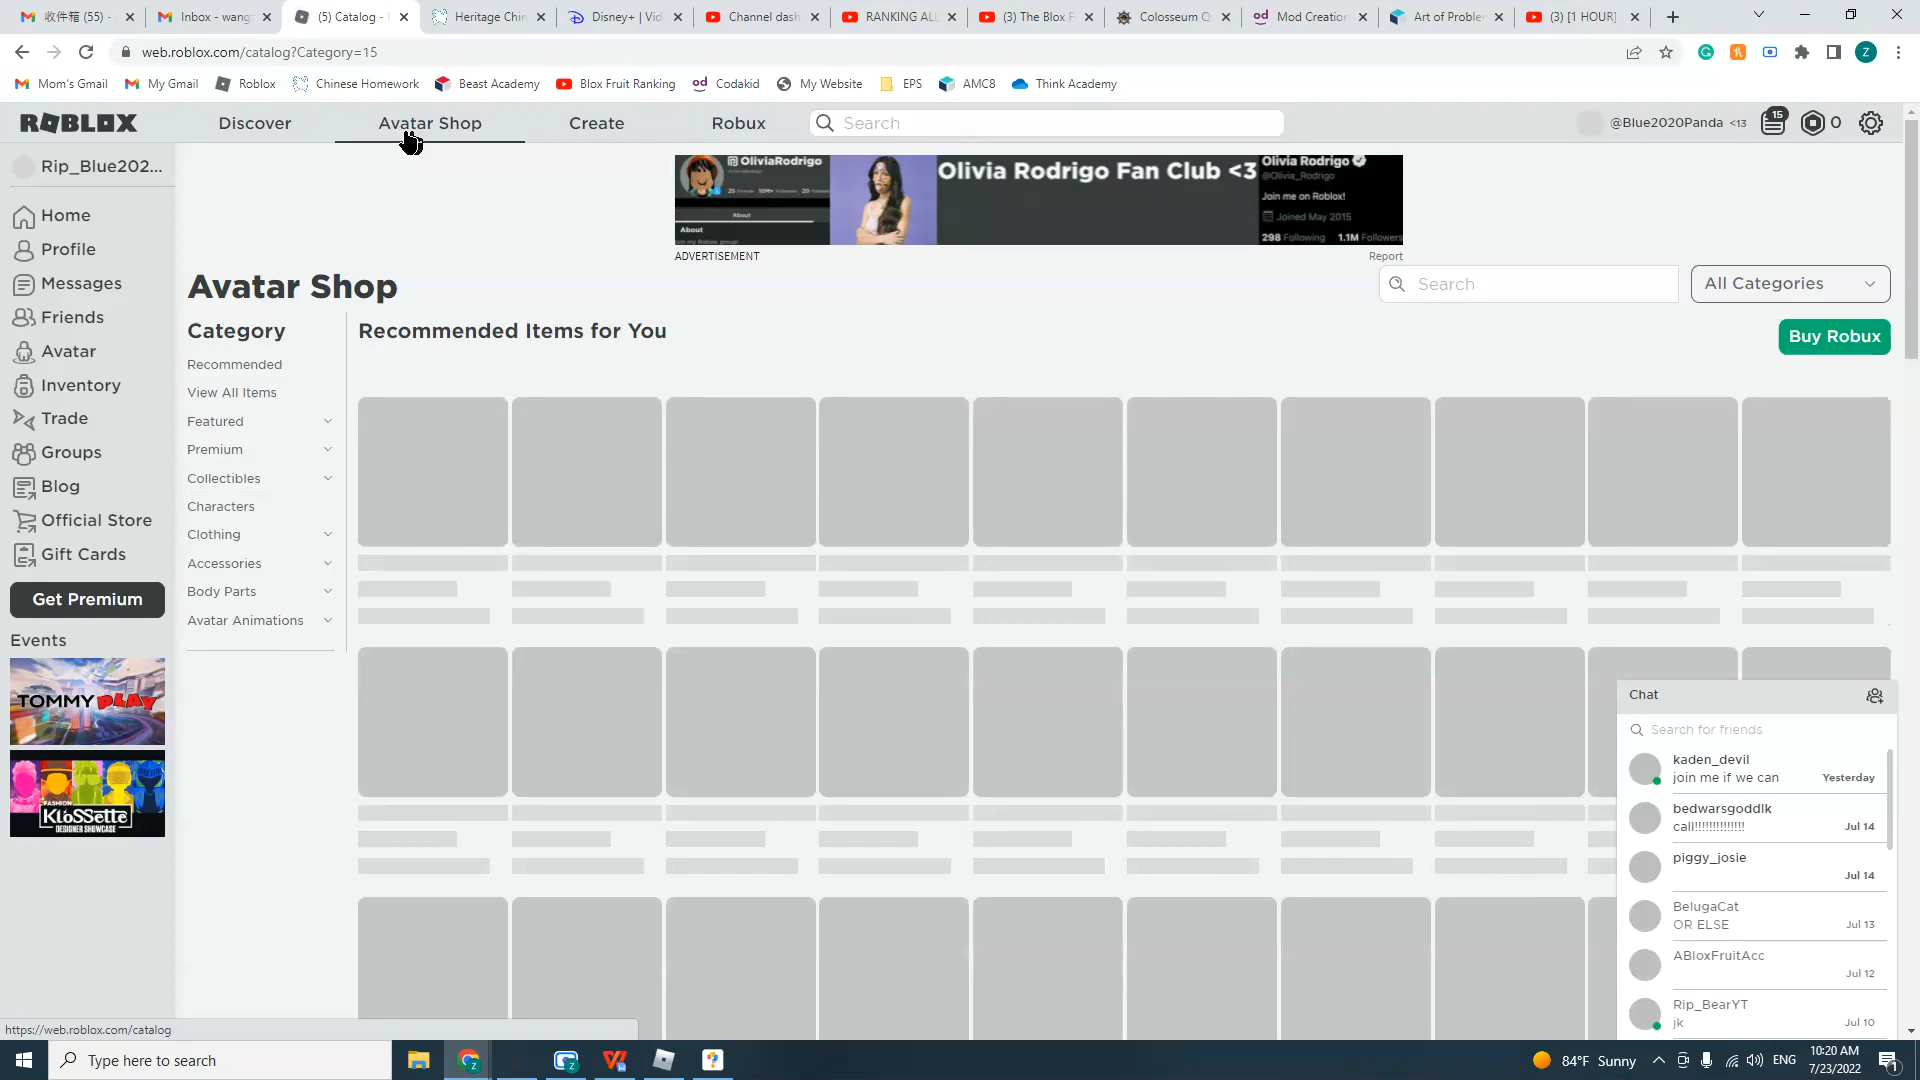 收件箱 (55) -
Inbox - wang
(5) Catalog -
Heritage Chin
Disney+ | Vid
Channel dash
RANKING ALL
(3) The Blox F
Colosseum Q
Mod Creation
Art of Proble
(3) [1 HOUR]
web.roblox.com/catalog?Category=15
Mom's Gmail
My Gmail
Roblox
Chinese Homework
Beast Academy
Blox Fruit Ranking
Codakid
My Website
EPS
AMC8
Think Academy
ROBLOX
Discover
Avatar Shop
Create
Robux
Search
@Blue2020Panda <13
15
0
Rip_Blue202...
Home
Profile
Messages
Friends
Avatar
Inventory
Trade
Groups
Blog
Official Store
Gift Cards
Get Premium
Events
TOMMY PLAY
FASHION
KLOSSETTE
DESIGNER SHOWCASE
OliviaRodrigo
About
About
Olivia Rodrigo Fan Club <3
Olivia Rodrigo
@Olivia_Rodrigo
Join me on Roblox!
Joined May 2015
298 Following 1.1M Followers
ADVERTISEMENT
Report
Avatar Shop
Search
All Categories
Category
Recommended
View All Items
Featured
Premium
Collectibles
Characters
Clothing
Accessories
Body Parts
Avatar Animations
Recommended Items for You
Buy Robux
Chat
Search for friends
kaden_devil
join me if we can Yesterday
bedwarsgoddlk
call!!!!!!!!!!!!!! Jul 14
piggy_josie
Jul 14
BelugaCat
OR ELSE Jul 13
ABloxFruitAcc
Jul 12
Rip_BearYT
jk Jul 10
https://web.roblox.com/catalog
Type here to search
84°F Sunny
ENG
10:20 AM
7/23/2022
1